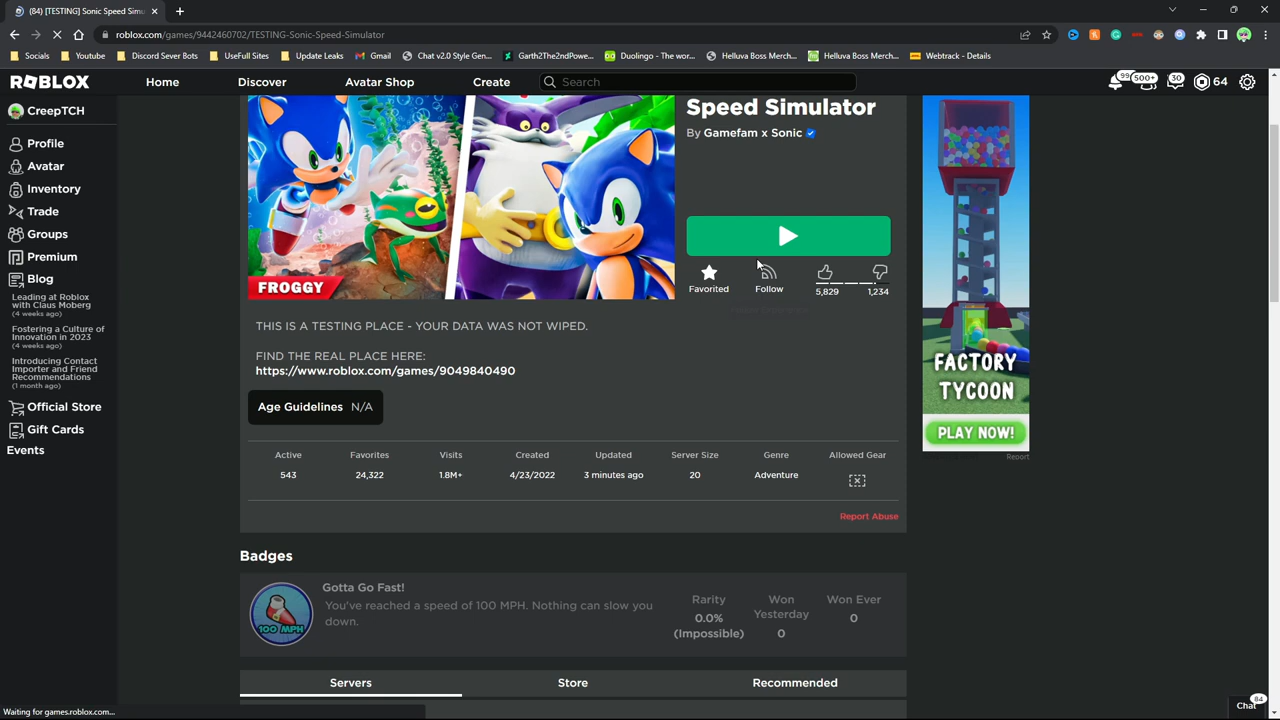 (84) [TESTING] Sonic Speed Simu
roblox.com/games/9442460702/TESTING-Sonic-Speed-Simulator
Socials
Youtube
Discord Sever Bots
UseFull Sites
Update Leaks
Gmail
Chat v2.0 Style Gen...
Garth2The2ndPowe...
Duolingo - The wor...
Helluva Boss Merch...
Helluva Boss Merch...
Webtrack - Details
ROBLOX
Home
Discover
Avatar Shop
Create
Search
99
500+
30
64
CreepTCH
Profile
Avatar
Inventory
Trade
Groups
Premium
Blog
Leading at Roblox
with Claus Moberg
(4 weeks ago)
Fostering a Culture of
Innovation in 2023
(4 weeks ago)
Introducing Contact
Importer and Friend
Recommendations
(1 month ago)
Official Store
Gift Cards
Events
FROGGY
Speed Simulator
By Gamefam x Sonic
Favorited
Follow
5,829
1,234
THIS IS A TESTING PLACE - YOUR DATA WAS NOT WIPED.
FIND THE REAL PLACE HERE:
https://www.roblox.com/games/9049840490
Age Guidelines N/A
Active
Favorites
Visits
Created
Updated
Server Size
Genre
Allowed Gear
543
24,322
1.8M+
4/23/2022
3 minutes ago
20
Adventure
Report Abuse
FACTORY
TYCOON
PLAY NOW!
Report
Badges
100 MPH
Gotta Go Fast!
You've reached a speed of 100 MPH. Nothing can slow you
down.
Rarity
0.0%
(Impossible)
Won
Yesterday
0
Won Ever
0
Servers
Store
Recommended
Waiting for games.roblox.com...
Chat
84